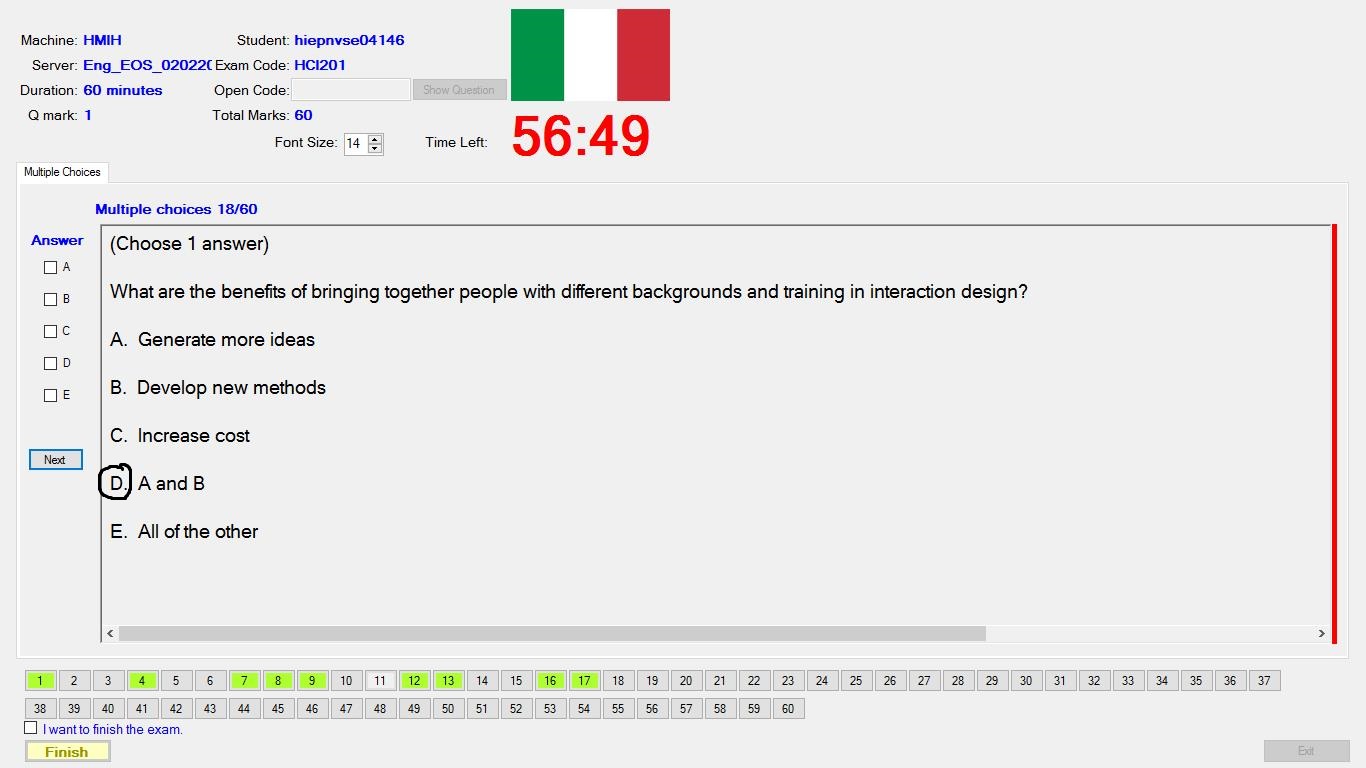 Machine: HMIH Student: hiepnvse04146
Server: Eng_EOS_02022( Exam Code: HCI201
Duration: 60 minutes Open Code: Show Question
Q mark: 1 Total Marks: 60
Font Size: 14 Time Left: 56:49
Multiple Choices
Multiple choices 18/60
Answer
A
B
C
D
E
Next
(Choose 1 answer)
What are the benefits of bringing together people with different backgrounds and training in interaction design?
A. Generate more ideas
B. Develop new methods
C. Increase cost
D. A and B
E. All of the other
1 2 3 4 5 6 7 8 9 10 11 12 13 14 15 16 17 18 19 20 21 22 23 24 25 26 27 28 29 30 31 32 33 34 35 36 37
38 39 40 41 42 43 44 45 46 47 48 49 50 51 52 53 54 55 56 57 58 59 60
I want to finish the exam.
Finish Exit